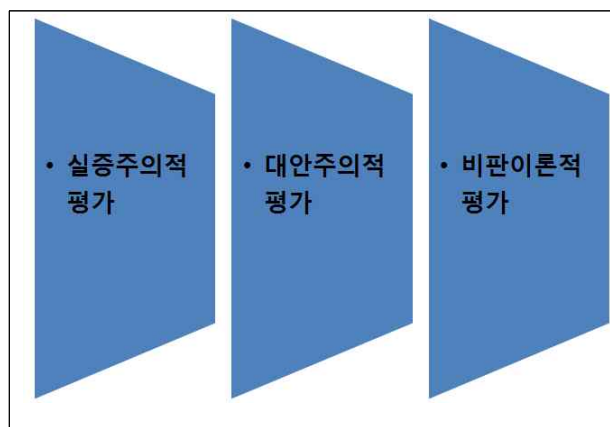 • 실증주의적
평가
• 대안주의적
평가
• 비판이론적
평가